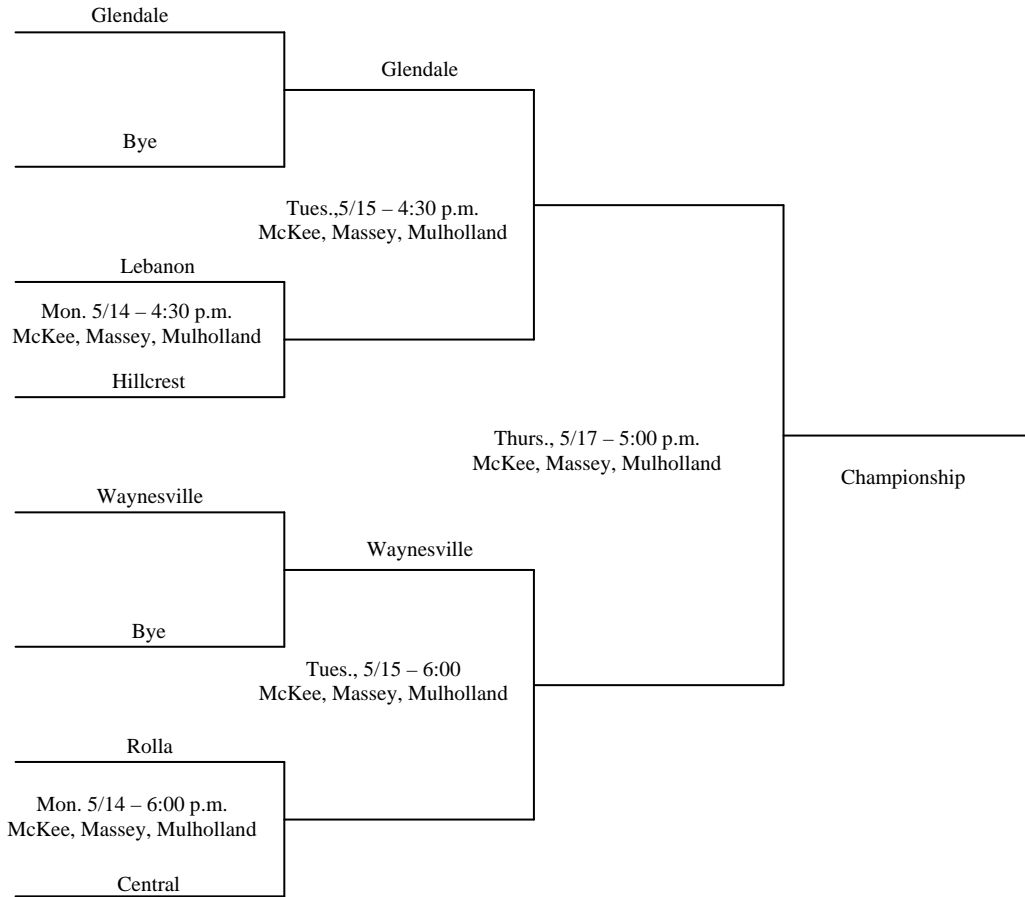 Glendale
Glendale
Bye
Tues.,5/15 – 4:30 p.m.
McKee, Massey, Mulholland
Lebanon
Mon. 5/14 – 4:30 p.m.
McKee, Massey, Mulholland
Hillcrest
Thurs., 5/17 – 5:00 p.m.
McKee, Massey, Mulholland
Championship
Waynesville
Waynesville
Bye
Tues., 5/15 – 6:00
McKee, Massey, Mulholland
Rolla
Mon. 5/14 – 6:00 p.m.
McKee, Massey, Mulholland
Central